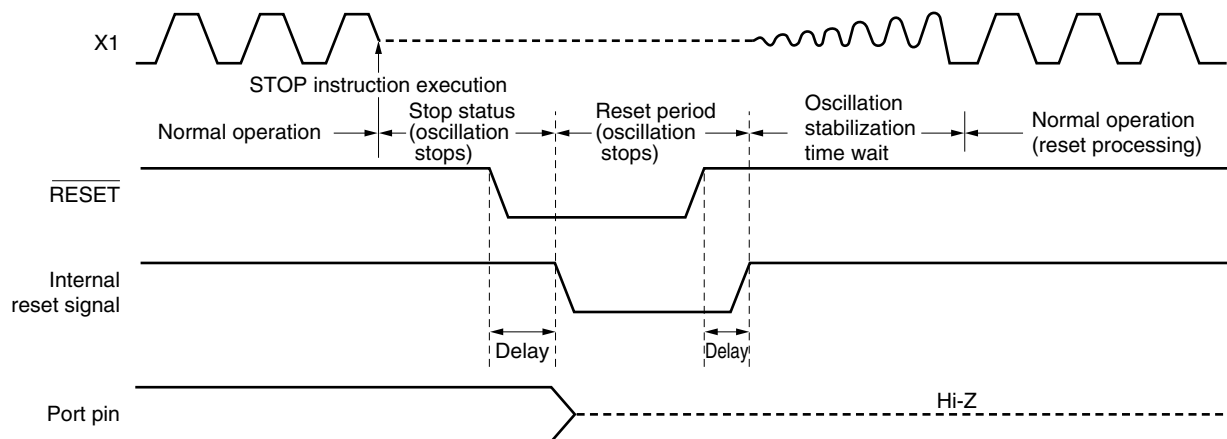 X1
STOP instruction execution
Normal operation
Stop status
(oscillation
stops)
Reset period
(oscillation
stops)
Oscillation
stabilization
time wait
Normal operation
(reset processing)
RESET
Internal
reset signal
Delay
Delay
Port pin
Hi-Z